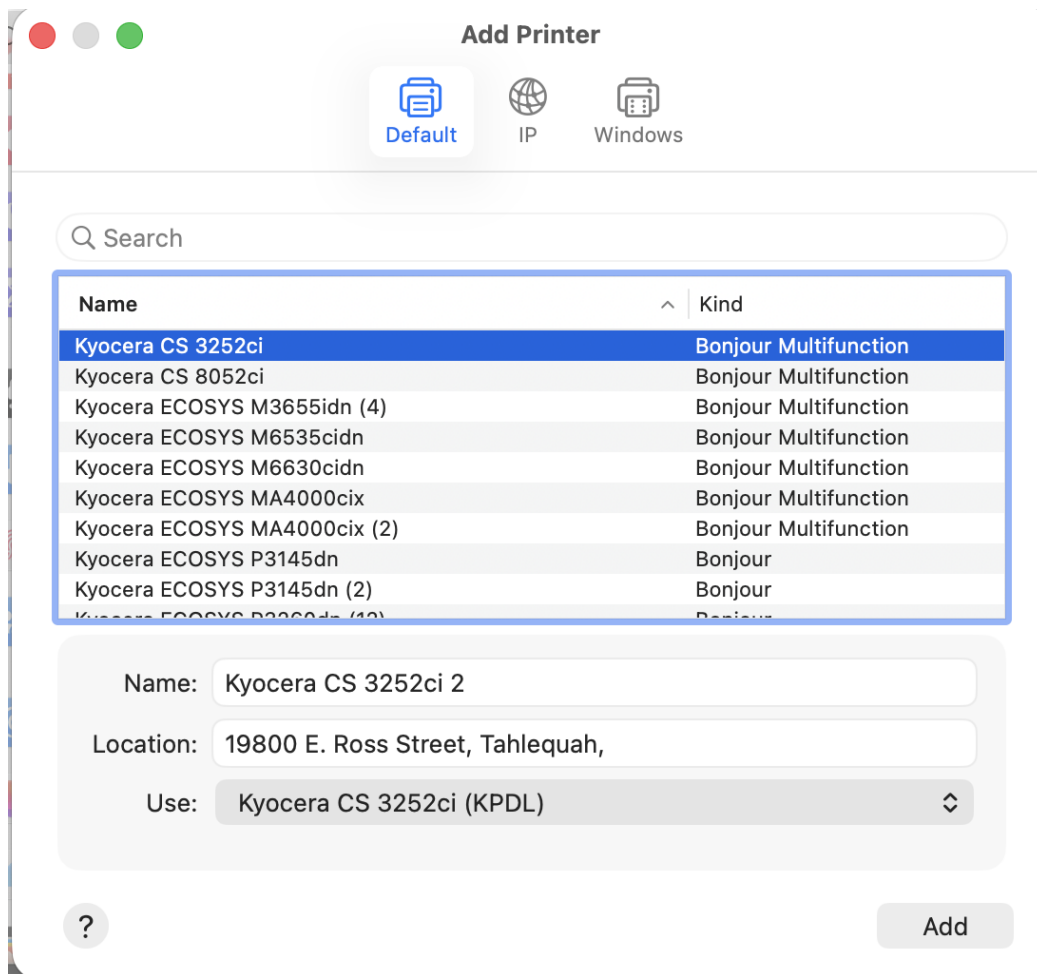 Add Printer
Default
IP
Windows
Search
Name Kind
Kyocera CS 3252ci Bonjour Multifunction
Kyocera CS 8052ci Bonjour Multifunction
Kyocera ECOSYS M3655idn (4) Bonjour Multifunction
Kyocera ECOSYS M6535cidn Bonjour Multifunction
Kyocera ECOSYS M6630cidn Bonjour Multifunction
Kyocera ECOSYS MA4000cix Bonjour Multifunction
Kyocera ECOSYS MA4000cix (2) Bonjour Multifunction
Kyocera ECOSYS P3145dn Bonjour
Kyocera ECOSYS P3145dn (2) Bonjour
Kyocera ECOSYS Bonjour
Name: Kyocera CS 3252ci 2
Location: 19800 E. Ross Street, Tahlequah,
Use: Kyocera CS 3252ci (KPDL)
?
Add